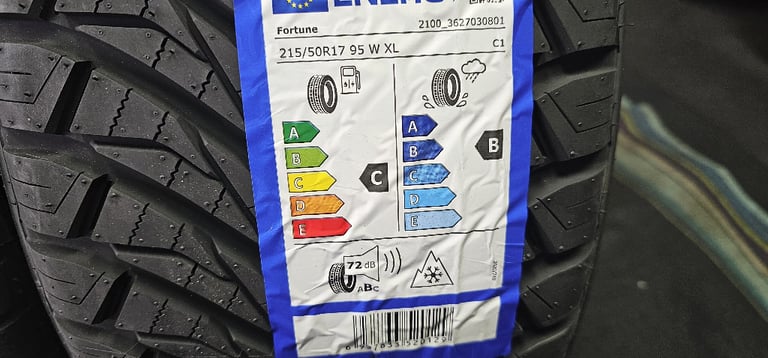 Fortune
2100_3627030801
215/50R17 95 W XL
C1
A
B
C
D
E
C
A
B
C
D
E
B
72 dB
ABC